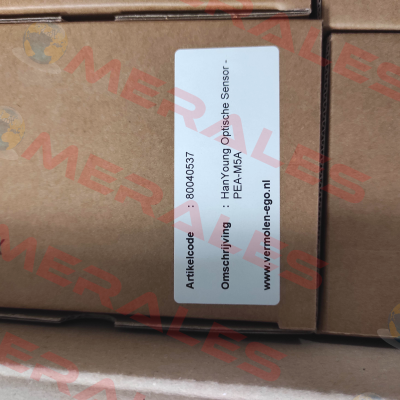 Artikelcode : 80040537
Omschrijving : HanYoung Optische Sensor -
PEA-M5A
www.vermolen-ego.nl
MERALES
MERALES
MERALES